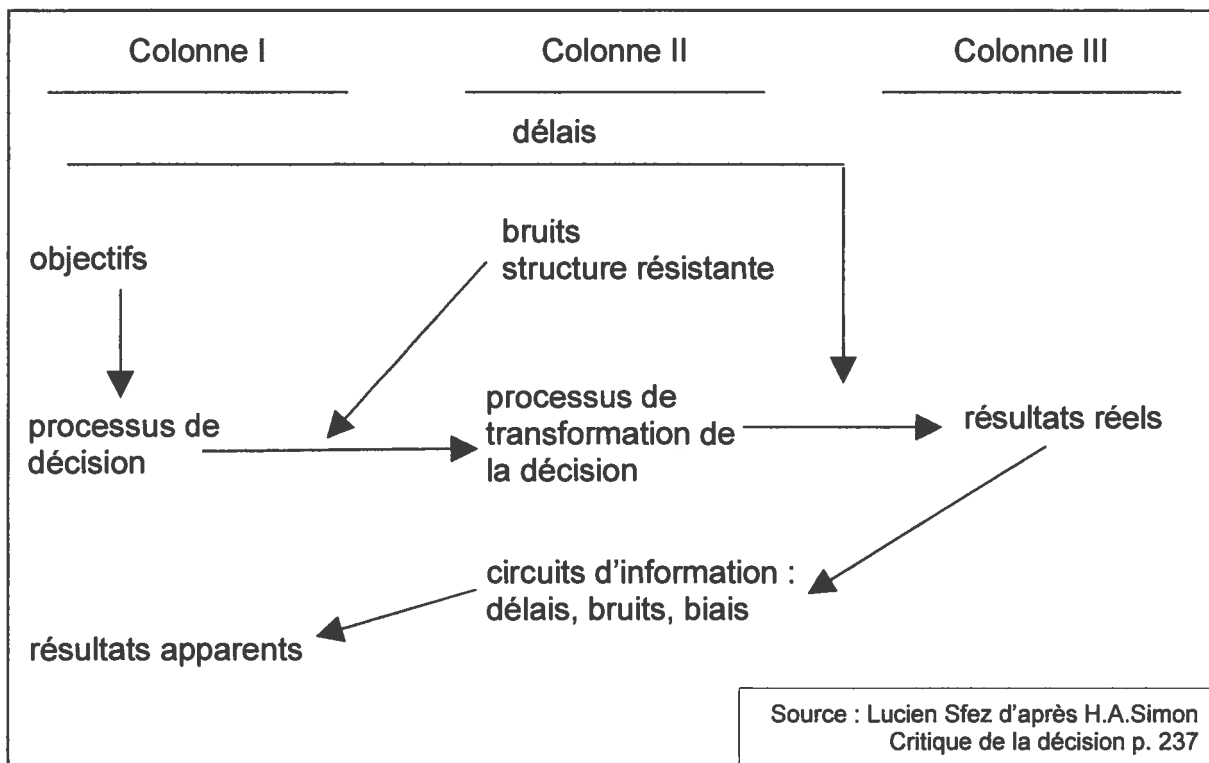 Colonne I
Colonne II
Colonne III
délais
objectifs
bruits
structure résistante
processus de
décision
processus de
transformation de
la décision
résultats réels
circuits d'information :
délais, bruits, biais
résultats apparents
Source : Lucien Sfez d'après H.A.Simon
Critique de la décision p. 237